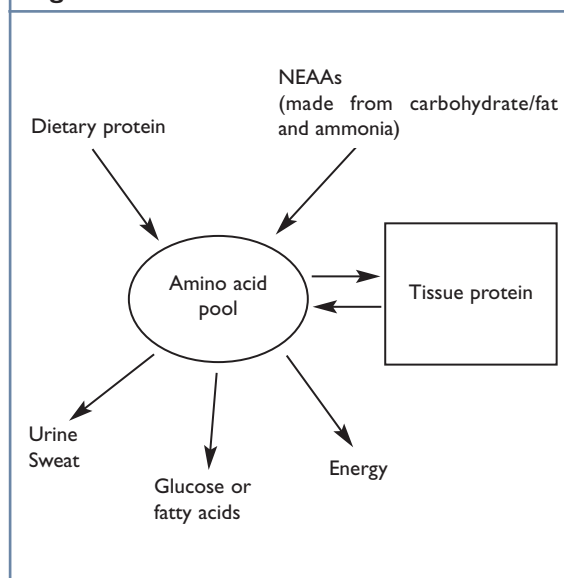 NEAAs
(made from carbohydrate/fat
and ammonia)
Dietary protein
Amino acid
pool
Tissue protein
Urine
Sweat
Glucose or
fatty acids
Energy